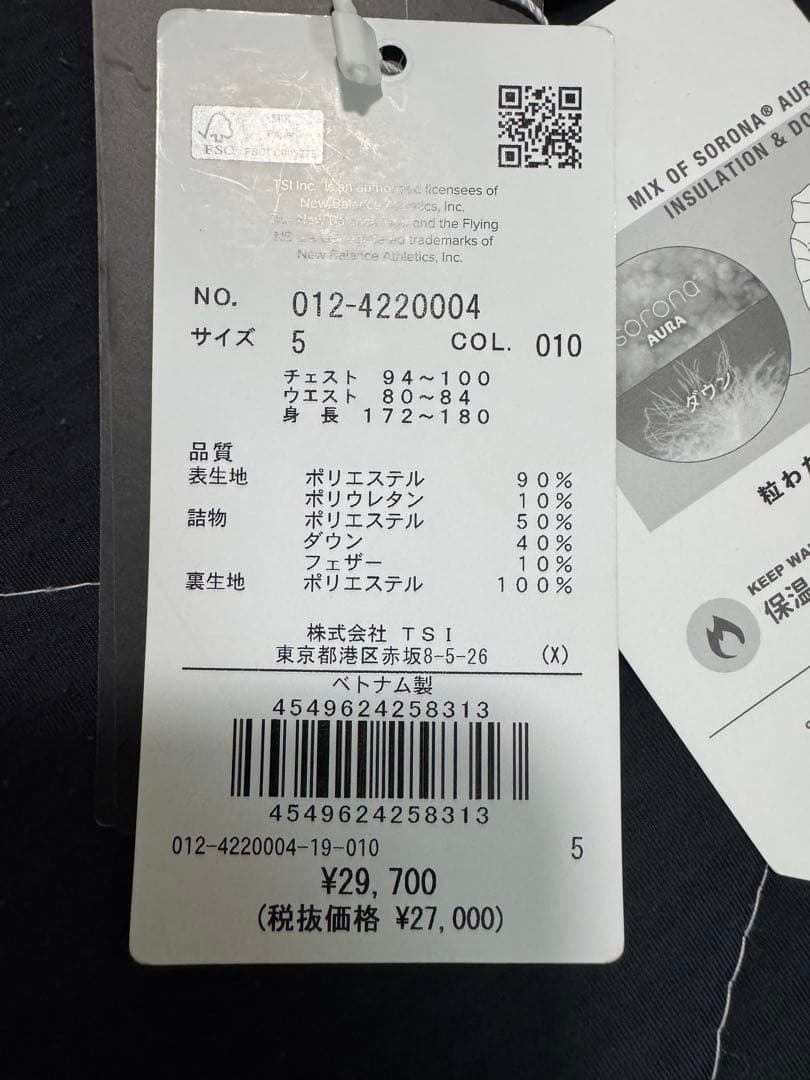 MIX
Paper
FSC
TSI Inc. is an authorized licensees of
New Balance Athletics, Inc.
and the Flying
trademarks of
New Balance Athletics, Inc.
NO. 012-4220004
サイズ 5 COL. 010
チェスト 94～100
ウエスト 80～84
身 長 172～180
品質
表生地 ポリエステル 90%
ポリウレタン 10%
詰物 ポリエステル 50%
ダウン 40%
フェザー 10%
裏生地 ポリエステル 100%
株式会社 TSI
東京都港区赤坂8-5-26 (X)
ベトナム製
4549624258313
4549624258313
012-4220004-19-010 5
¥29,700
(税抜価格 ¥27,000)
MIX OF SORONA® AUR
INSULATION & DO
sorona
AURA
ダウン
粒わた
KEEP WA
保温